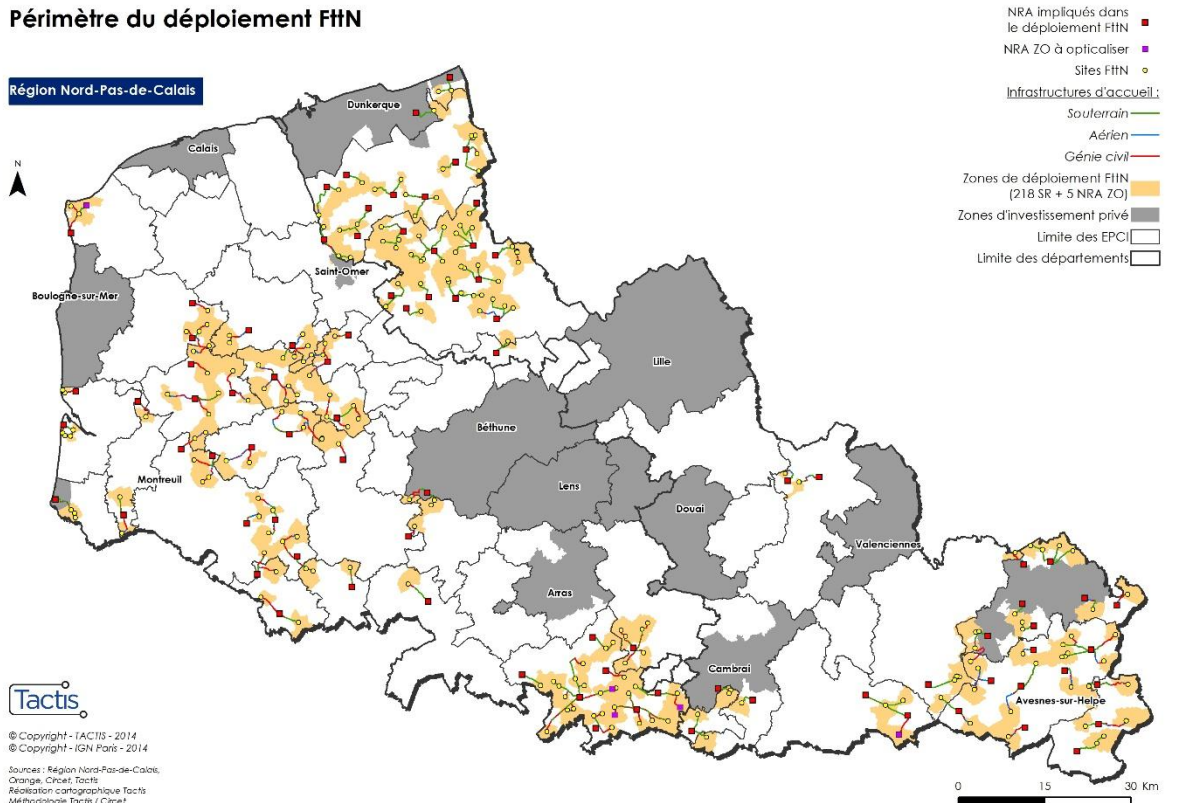 Périmètre du déploiement FttN
Région Nord-Pas-de-Calais
NRA impliqués dans
le déploiement FttN
NRA ZO à opticaliser
Sites FttN
Infrastructures d'accueil :
Souterrain
Aérien
Génie civil
Zones de déploiement FttN
(218 SR + 5 NRA ZO)
Zones d'investissement privé
Limite des EPCI
Limite des départements
N
Dunkerque
Calais
Saint-Omer
Boulogne-sur-Mer
Lille
Béthune
Montreuil
Lens
Douai
Valenciennes
Arras
Cambrai
Avesnes-sur-Helpe
Tactis
© Copyright - TACTIS - 2014
© Copyright - IGN Paris - 2014
Sources : Région Nord-Pas-de-Calais,
Orange, Circet, Tactis
Réalisation cartographique Tactis
Méthodologie Tactis / Circet
0 15 30 Km